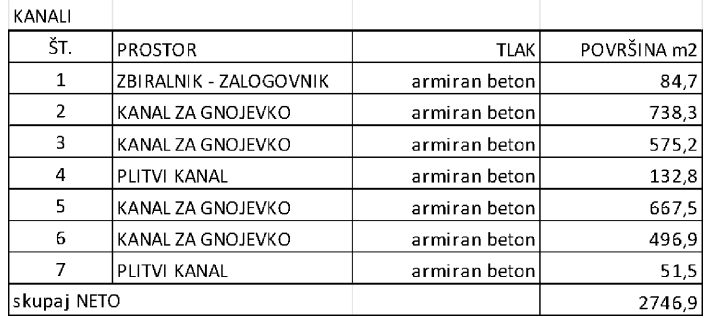 KANALI
ŠT. PROSTOR TLAK POVRŠINA m2
1 ZBIRALNIK - ZALOGOVNIK armiran beton 84,7
2 KANAL ZA GNOJEVKO armiran beton 738,3
3 KANAL ZA GNOJEVKO armiran beton 575,2
4 PLITVI KANAL armiran beton 132,8
5 KANAL ZA GNOJEVKO armiran beton 667,5
6 KANAL ZA GNOJEVKO armiran beton 496,9
7 PLITVI KANAL armiran beton 51,5
skupaj NETO 2746,9